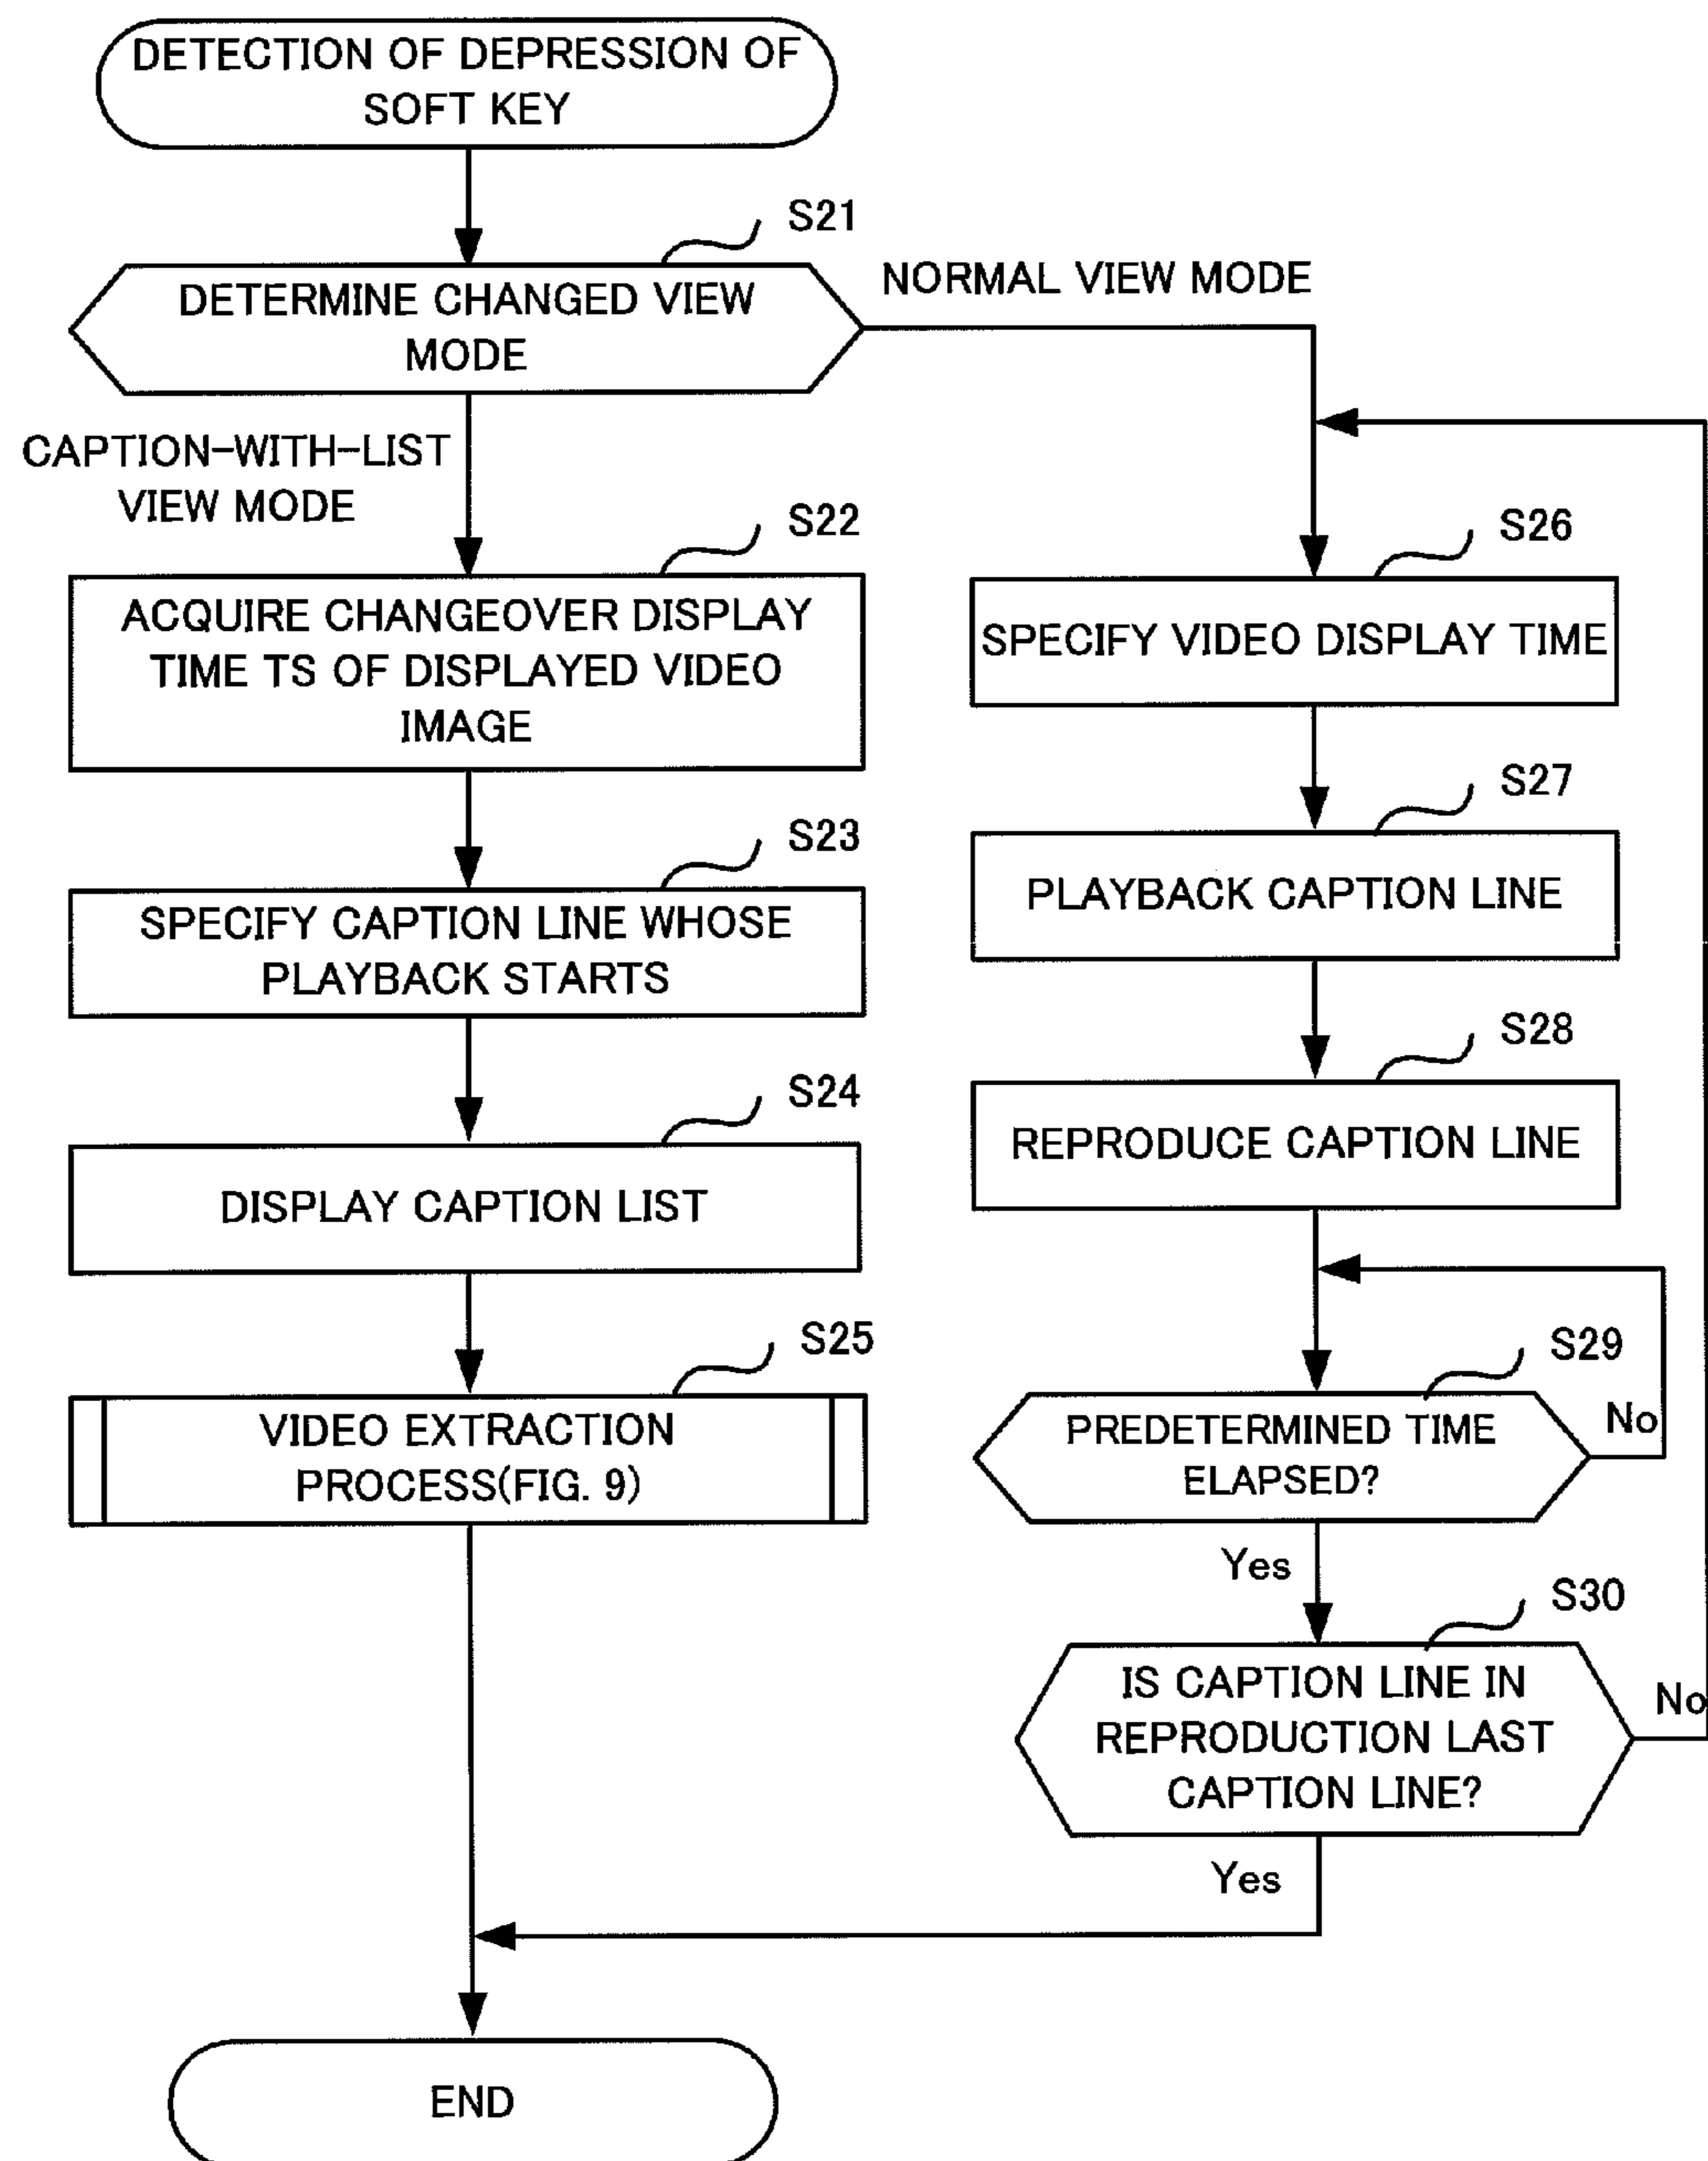 DETECTION OF DEPRESSION OF
SOFT KEY
S21
DETERMINE CHANGED VIEW
MODE
NORMAL VIEW MODE
CAPTION-WITH-LIST
VIEW MODE
S22
ACQUIRE CHANGEOVER DISPLAY
TIME TS OF DISPLAYED VIDEO
IMAGE
S23
SPECIFY CAPTION LINE WHOSE
PLAYBACK STARTS
S24
DISPLAY CAPTION LIST
S25
VIDEO EXTRACTION
PROCESS(FIG. 9)
S26
SPECIFY VIDEO DISPLAY TIME
S27
PLAYBACK CAPTION LINE
S28
REPRODUCE CAPTION LINE
S29
PREDETERMINED TIME
ELAPSED?
No
Yes
S30
IS CAPTION LINE IN
REPRODUCTION LAST
CAPTION LINE?
No
Yes
END